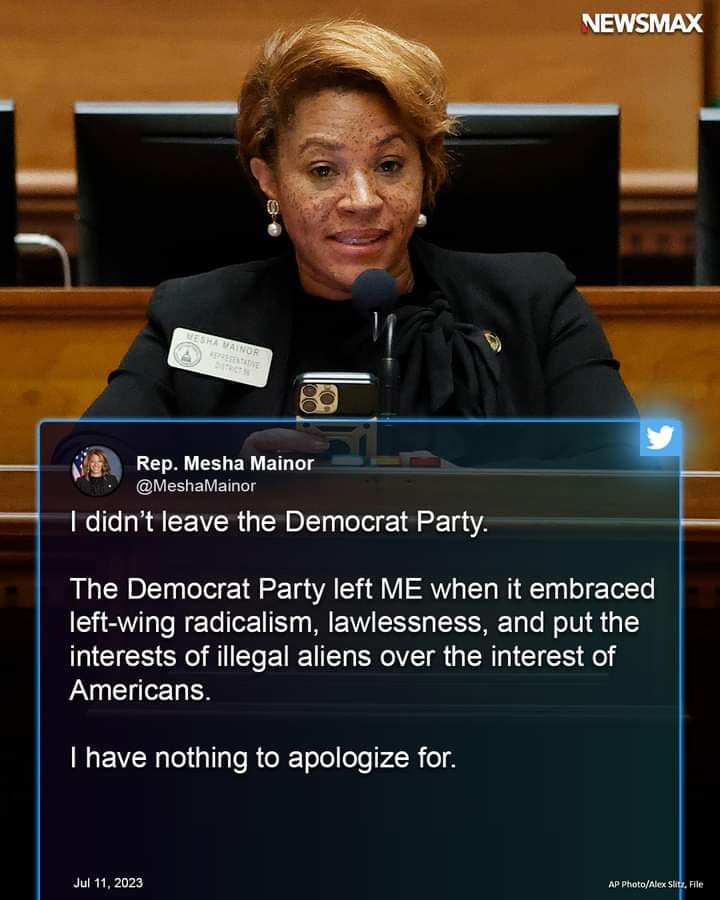 NEWSMAX
MESHA MAINOR
REPRESENTATIVE
DISTRICT 56
Rep. Mesha Mainor
@MeshaMainor
I didn’t leave the Democrat Party.
The Democrat Party left ME when it embraced
left-wing radicalism, lawlessness, and put the
interests of illegal aliens over the interest of
Americans.
I have nothing to apologize for.
Jul 11, 2023
AP Photo/Alex Slitz, File